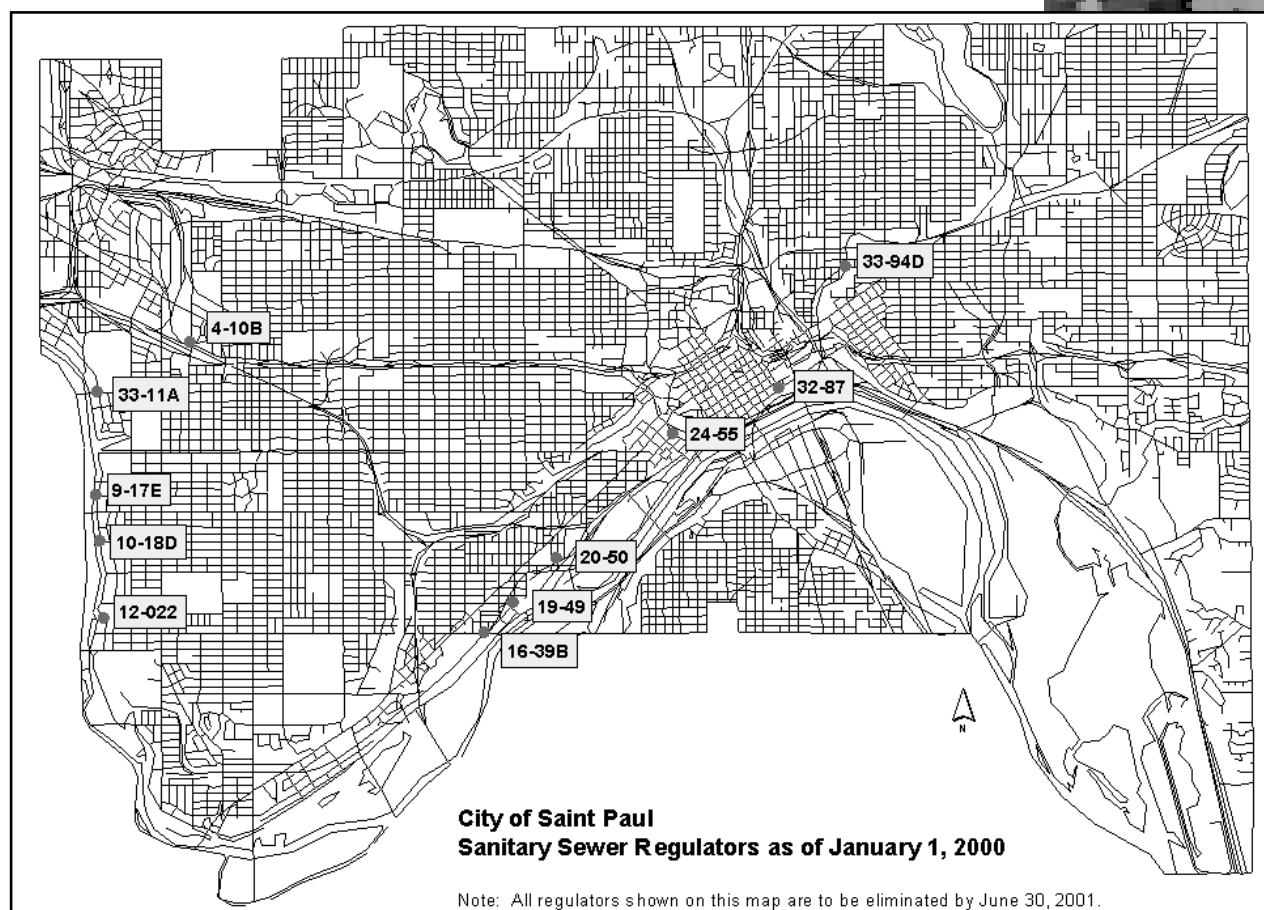 33-94D
4-10B
33-11A
32-87
24-55
9-17E
10-18D
20-50
12-022
19-49
16-39B
N
City of Saint Paul
Sanitary Sewer Regulators as of January 1, 2000
Note: All regulators shown on this map are to be eliminated by June 30, 2001.